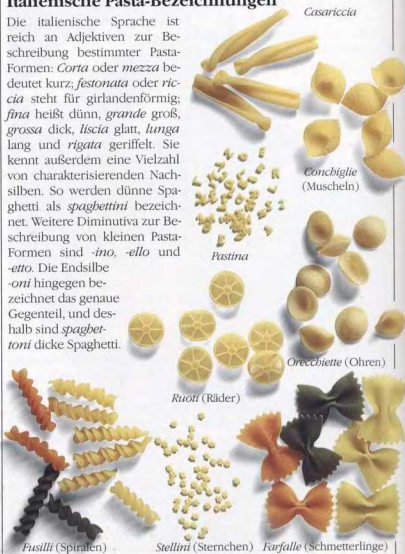 Italienische Pasta-Bezeichnungen
Die italienische Sprache ist
reich an Adjektiven zur Be-
schreibung bestimmter Pasta-
Formen: Corta oder mezza be-
deutet kurz; festonata oder ric-
cia steht für girlandenförmig;
fina heißt dünn, grande groß,
grossa dick, liscia glatt, lunga
lang und rigata geriffelt. Sie
kennt außerdem eine Vielzahl
von charakterisierenden Nach-
silben. So werden dünne Spa-
ghetti als spaghettini bezeich-
net. Weitere Diminutiva zur Be-
schreibung von kleinen Pasta-
Formen sind -ino, -ello und
-etto. Die Endsilbe
-oni hingegen be-
zeichnet das genaue
Gegenteil, und des-
halb sind spaghet-
toni dicke Spaghetti.
Casariccia
Conchiglie
(Muscheln)
Pastina
Orecchiette (Ohren)
Ruoti (Räder)
Fusilli (Spiralen)
Stellini (Sternchen)
Farfalle (Schmetterlinge)